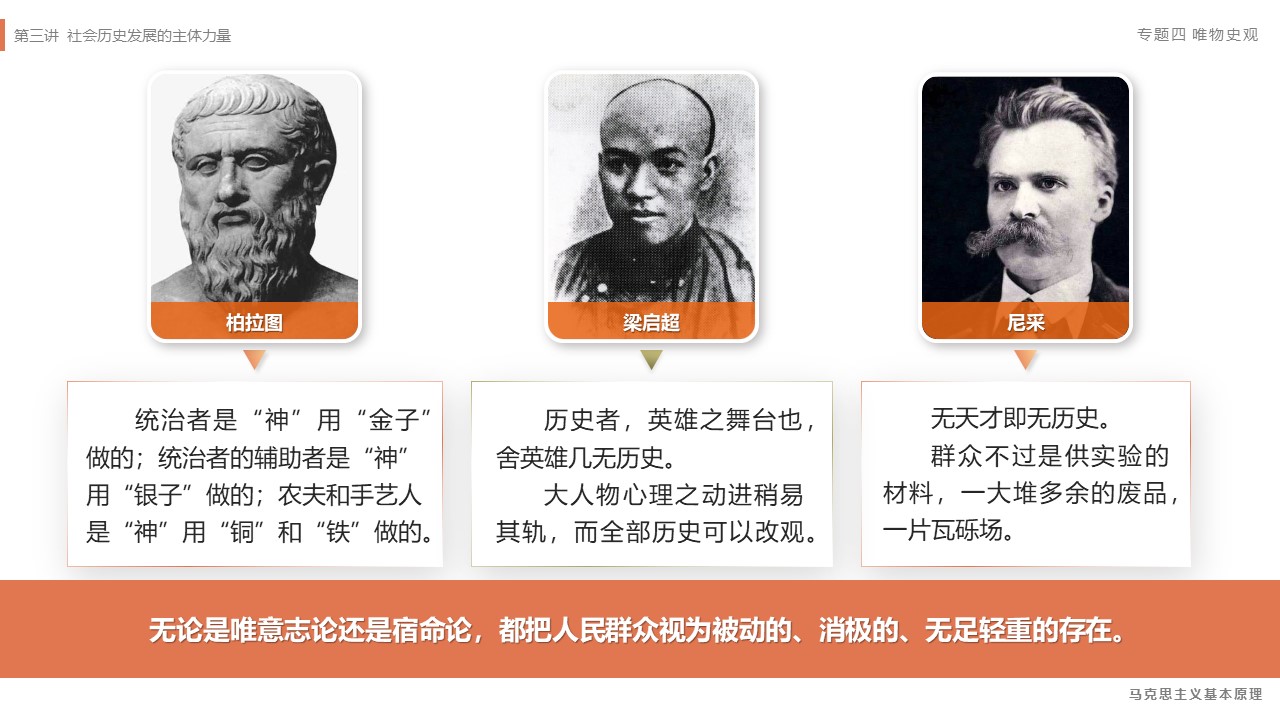 第三讲 社会历史发展的主体力量
专题四 唯物史观
柏拉图
梁启超
尼采
统治者是“神”用“金子”
做的；统治者的辅助者是“神”
用“银子”做的；农夫和手艺人
是“神”用“铜”和“铁”做的。
历史者，英雄之舞台也，
舍英雄几无历史。
大人物心理之动进稍易
其轨，而全部历史可以改观。
无天才即无历史。
群众不过是供实验的
材料，一大堆多余的废品，
一片瓦砾场。
无论是唯意志论还是宿命论，都把人民群众视为被动的、消极的、无足轻重的存在。
马克思主义基本原理